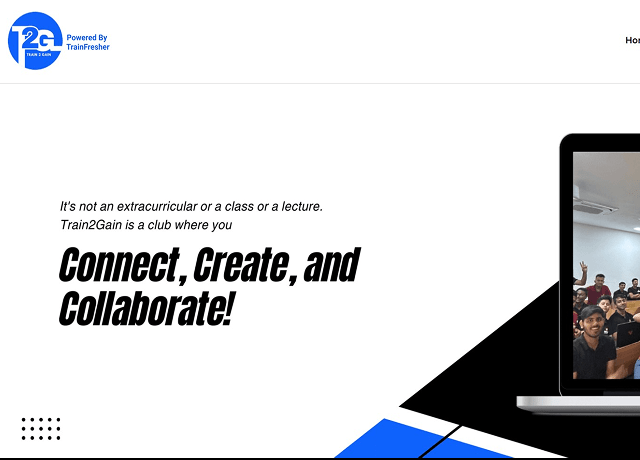 T2G
TRAIN 2 GAIN
Powered By
TrainFresher
It's not an extracurricular or a class or a lecture.
Train2Gain is a club where you
Connect, Create, and
Collaborate!